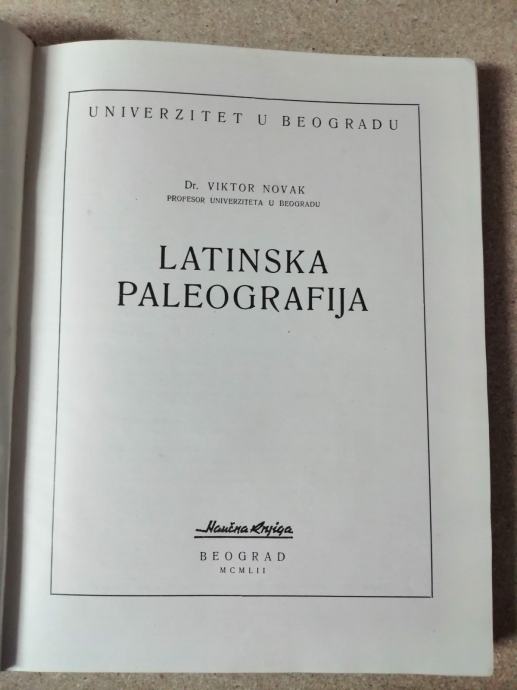 UNIVERZITET U BEOGRADU
Dr. VIKTOR NOVAK
PROFESOR UNIVERZITETA U BEOGRADU
LATINSKA
PALEOGRAFIJA
Naučna Knjiga
BEOGRAD
MCMLII